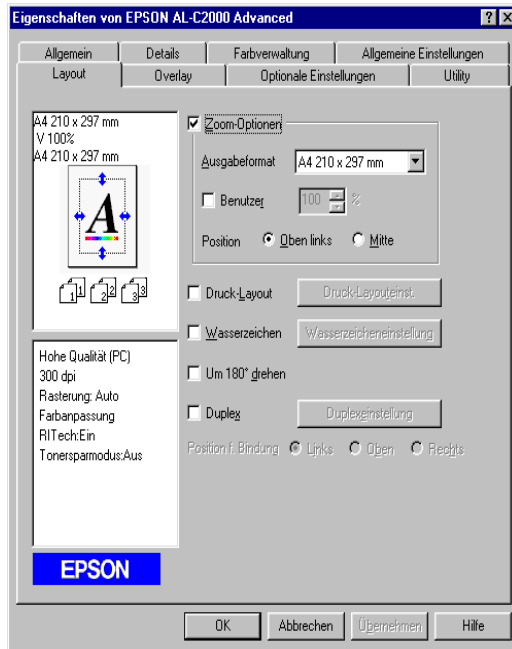 Eigenschaften von EPSON AL-C2000 Advanced
Allgemein Details Farbverwaltung Allgemeine Einstellungen
Layout Overlay Optionale Einstellungen Utility
A4 210 x 297 mm
V 100%
A4 210 x 297 mm
A
1 1 2 2 3 3
Hohe Qualität (PC)
300 dpi
Rasterung: Auto
Farbanpassung
RITech:Ein
Tonersparmodus:Aus
EPSON
Zoom-Optionen
Ausgabeformat A4 210 x 297 mm
Benutzer 100 %
Position Oben links Mitte
Druck-Layout Druck-Layouteinst.
Wasserzeichen Wasserzeicheneinstellung
Um 180° drehen
Duplex Duplexeinstellung
Position f. Bindung Links Oben Rechts
OK Abbrechen Übernehmen Hilfe